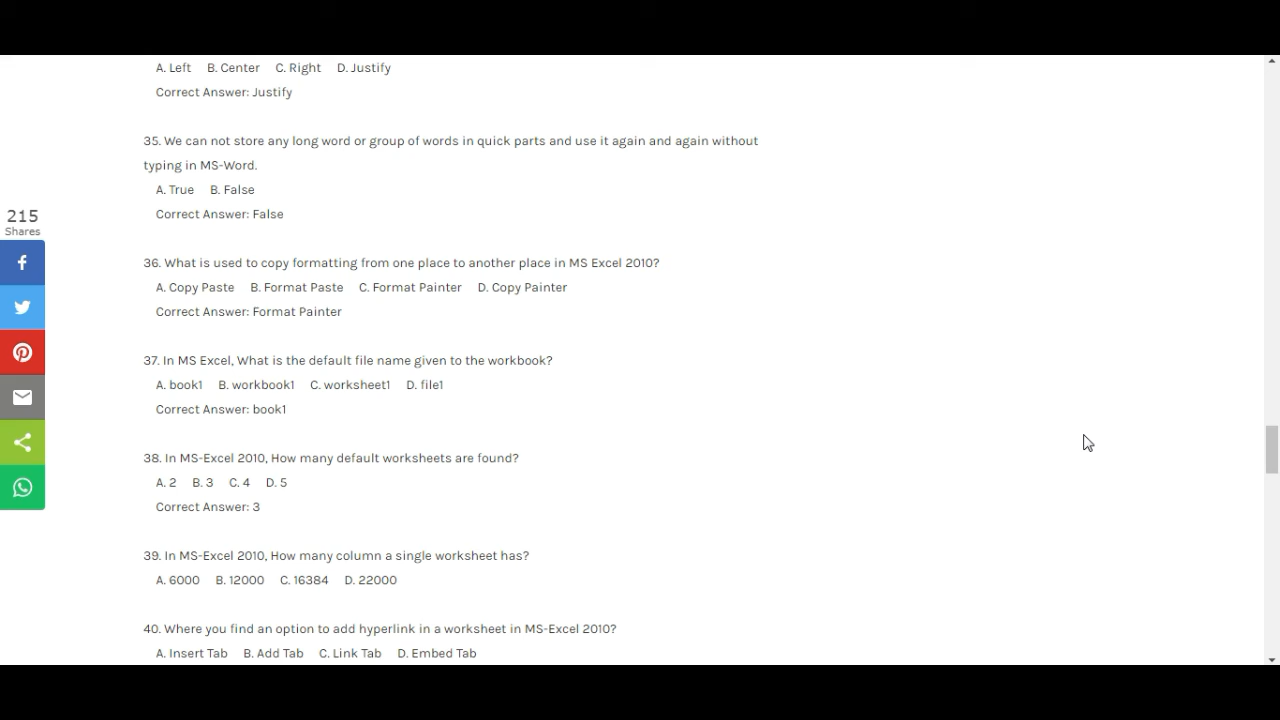 A. Left B. Center C. Right D. Justify
Correct Answer: Justify
35. We can not store any long word or group of words in quick parts and use it again and again without
typing in MS-Word.
A. True B. False
Correct Answer: False
215
Shares
36. What is used to copy formatting from one place to another place in MS Excel 2010?
A. Copy Paste B. Format Paste C. Format Painter D. Copy Painter
Correct Answer: Format Painter
37. In MS Excel, What is the default file name given to the workbook?
A. book1 B. workbook1 C. worksheet1 D. file1
Correct Answer: book1
38. In MS-Excel 2010, How many default worksheets are found?
A. 2 B. 3 C. 4 D. 5
Correct Answer: 3
39. In MS-Excel 2010, How many column a single worksheet has?
A. 6000 B. 12000 C. 16384 D. 22000
40. Where you find an option to add hyperlink in a worksheet in MS-Excel 2010?
A. Insert Tab B. Add Tab C. Link Tab D. Embed Tab